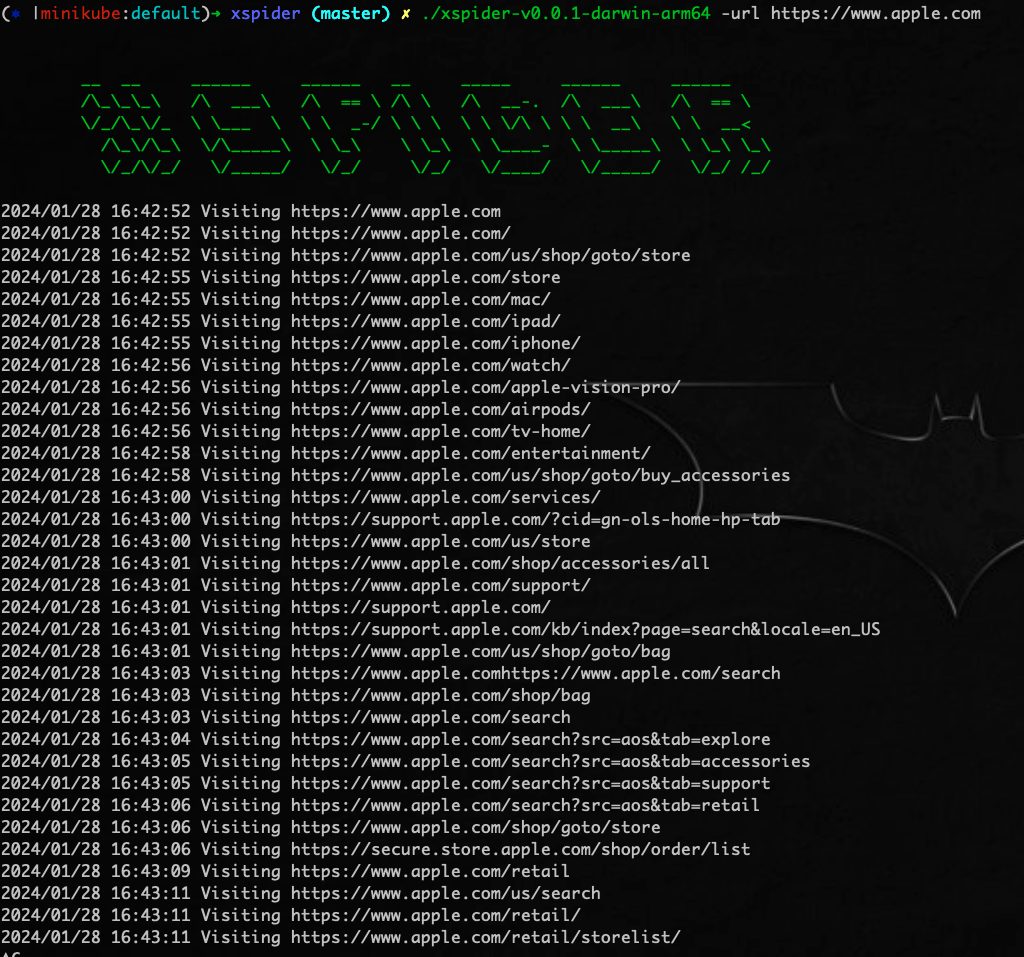 (* |minikube:default)→ xspider (master) ✗ ./xspider-v0.0.1-darwin-arm64 -url https://www.apple.com
XSPIDER
2024/01/28 16:42:52 Visiting https://www.apple.com
2024/01/28 16:42:52 Visiting https://www.apple.com/
2024/01/28 16:42:52 Visiting https://www.apple.com/us/shop/goto/store
2024/01/28 16:42:55 Visiting https://www.apple.com/store
2024/01/28 16:42:55 Visiting https://www.apple.com/mac/
2024/01/28 16:42:55 Visiting https://www.apple.com/ipad/
2024/01/28 16:42:55 Visiting https://www.apple.com/iphone/
2024/01/28 16:42:56 Visiting https://www.apple.com/watch/
2024/01/28 16:42:56 Visiting https://www.apple.com/apple-vision-pro/
2024/01/28 16:42:56 Visiting https://www.apple.com/airpods/
2024/01/28 16:42:56 Visiting https://www.apple.com/tv-home/
2024/01/28 16:42:58 Visiting https://www.apple.com/entertainment/
2024/01/28 16:42:58 Visiting https://www.apple.com/us/shop/goto/buy_accessories
2024/01/28 16:43:00 Visiting https://www.apple.com/services/
2024/01/28 16:43:00 Visiting https://support.apple.com/?cid=gn-ols-home-hp-tab
2024/01/28 16:43:00 Visiting https://www.apple.com/us/store
2024/01/28 16:43:01 Visiting https://www.apple.com/shop/accessories/all
2024/01/28 16:43:01 Visiting https://www.apple.com/support/
2024/01/28 16:43:01 Visiting https://support.apple.com/
2024/01/28 16:43:01 Visiting https://support.apple.com/kb/index?page=search&locale=en_US
2024/01/28 16:43:01 Visiting https://www.apple.com/us/shop/goto/bag
2024/01/28 16:43:03 Visiting https://www.apple.comhttps://www.apple.com/search
2024/01/28 16:43:03 Visiting https://www.apple.com/shop/bag
2024/01/28 16:43:03 Visiting https://www.apple.com/search
2024/01/28 16:43:04 Visiting https://www.apple.com/search?src=aos&tab=explore
2024/01/28 16:43:05 Visiting https://www.apple.com/search?src=aos&tab=accessories
2024/01/28 16:43:05 Visiting https://www.apple.com/search?src=aos&tab=support
2024/01/28 16:43:06 Visiting https://www.apple.com/search?src=aos&tab=retail
2024/01/28 16:43:06 Visiting https://www.apple.com/shop/goto/store
2024/01/28 16:43:06 Visiting https://secure.store.apple.com/shop/order/list
2024/01/28 16:43:09 Visiting https://www.apple.com/retail
2024/01/28 16:43:11 Visiting https://www.apple.com/us/search
2024/01/28 16:43:11 Visiting https://www.apple.com/retail/
2024/01/28 16:43:11 Visiting https://www.apple.com/retail/storelist/